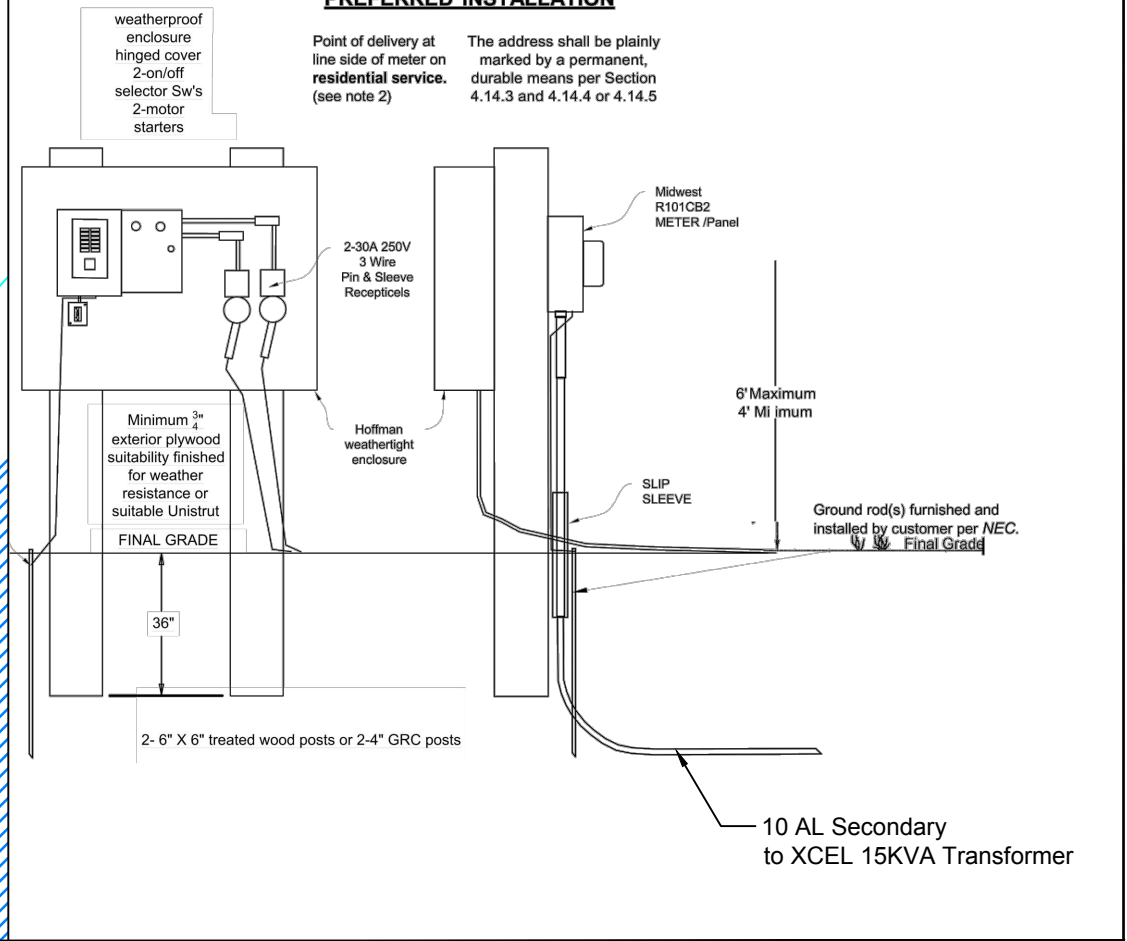 PREFERRED INSTALLATION
weatherproof
enclosure
hinged cover
2-on/off
selector Sw's
2-motor
starters
Point of delivery at
line side of meter on
residential service.
(see note 2)
The address shall be plainly
marked by a permanent,
durable means per Section
4.14.3 and 4.14.4 or 4.14.5
Midwest
R101CB2
METER /Panel
2-30A 250V
3 Wire
Pin & Sleeve
Recepticels
6' Maximum
4' Mi imum
Minimum 3/4"
exterior plywood
suitability finished
for weather
resistance or
suitable Unistrut
Hoffman
weathertight
enclosure
SLIP
SLEEVE
Ground rod(s) furnished and
installed by customer per NEC.
Final Grade
FINAL GRADE
36"
2- 6" X 6" treated wood posts or 2-4" GRC posts
10 AL Secondary
to XCEL 15KVA Transformer